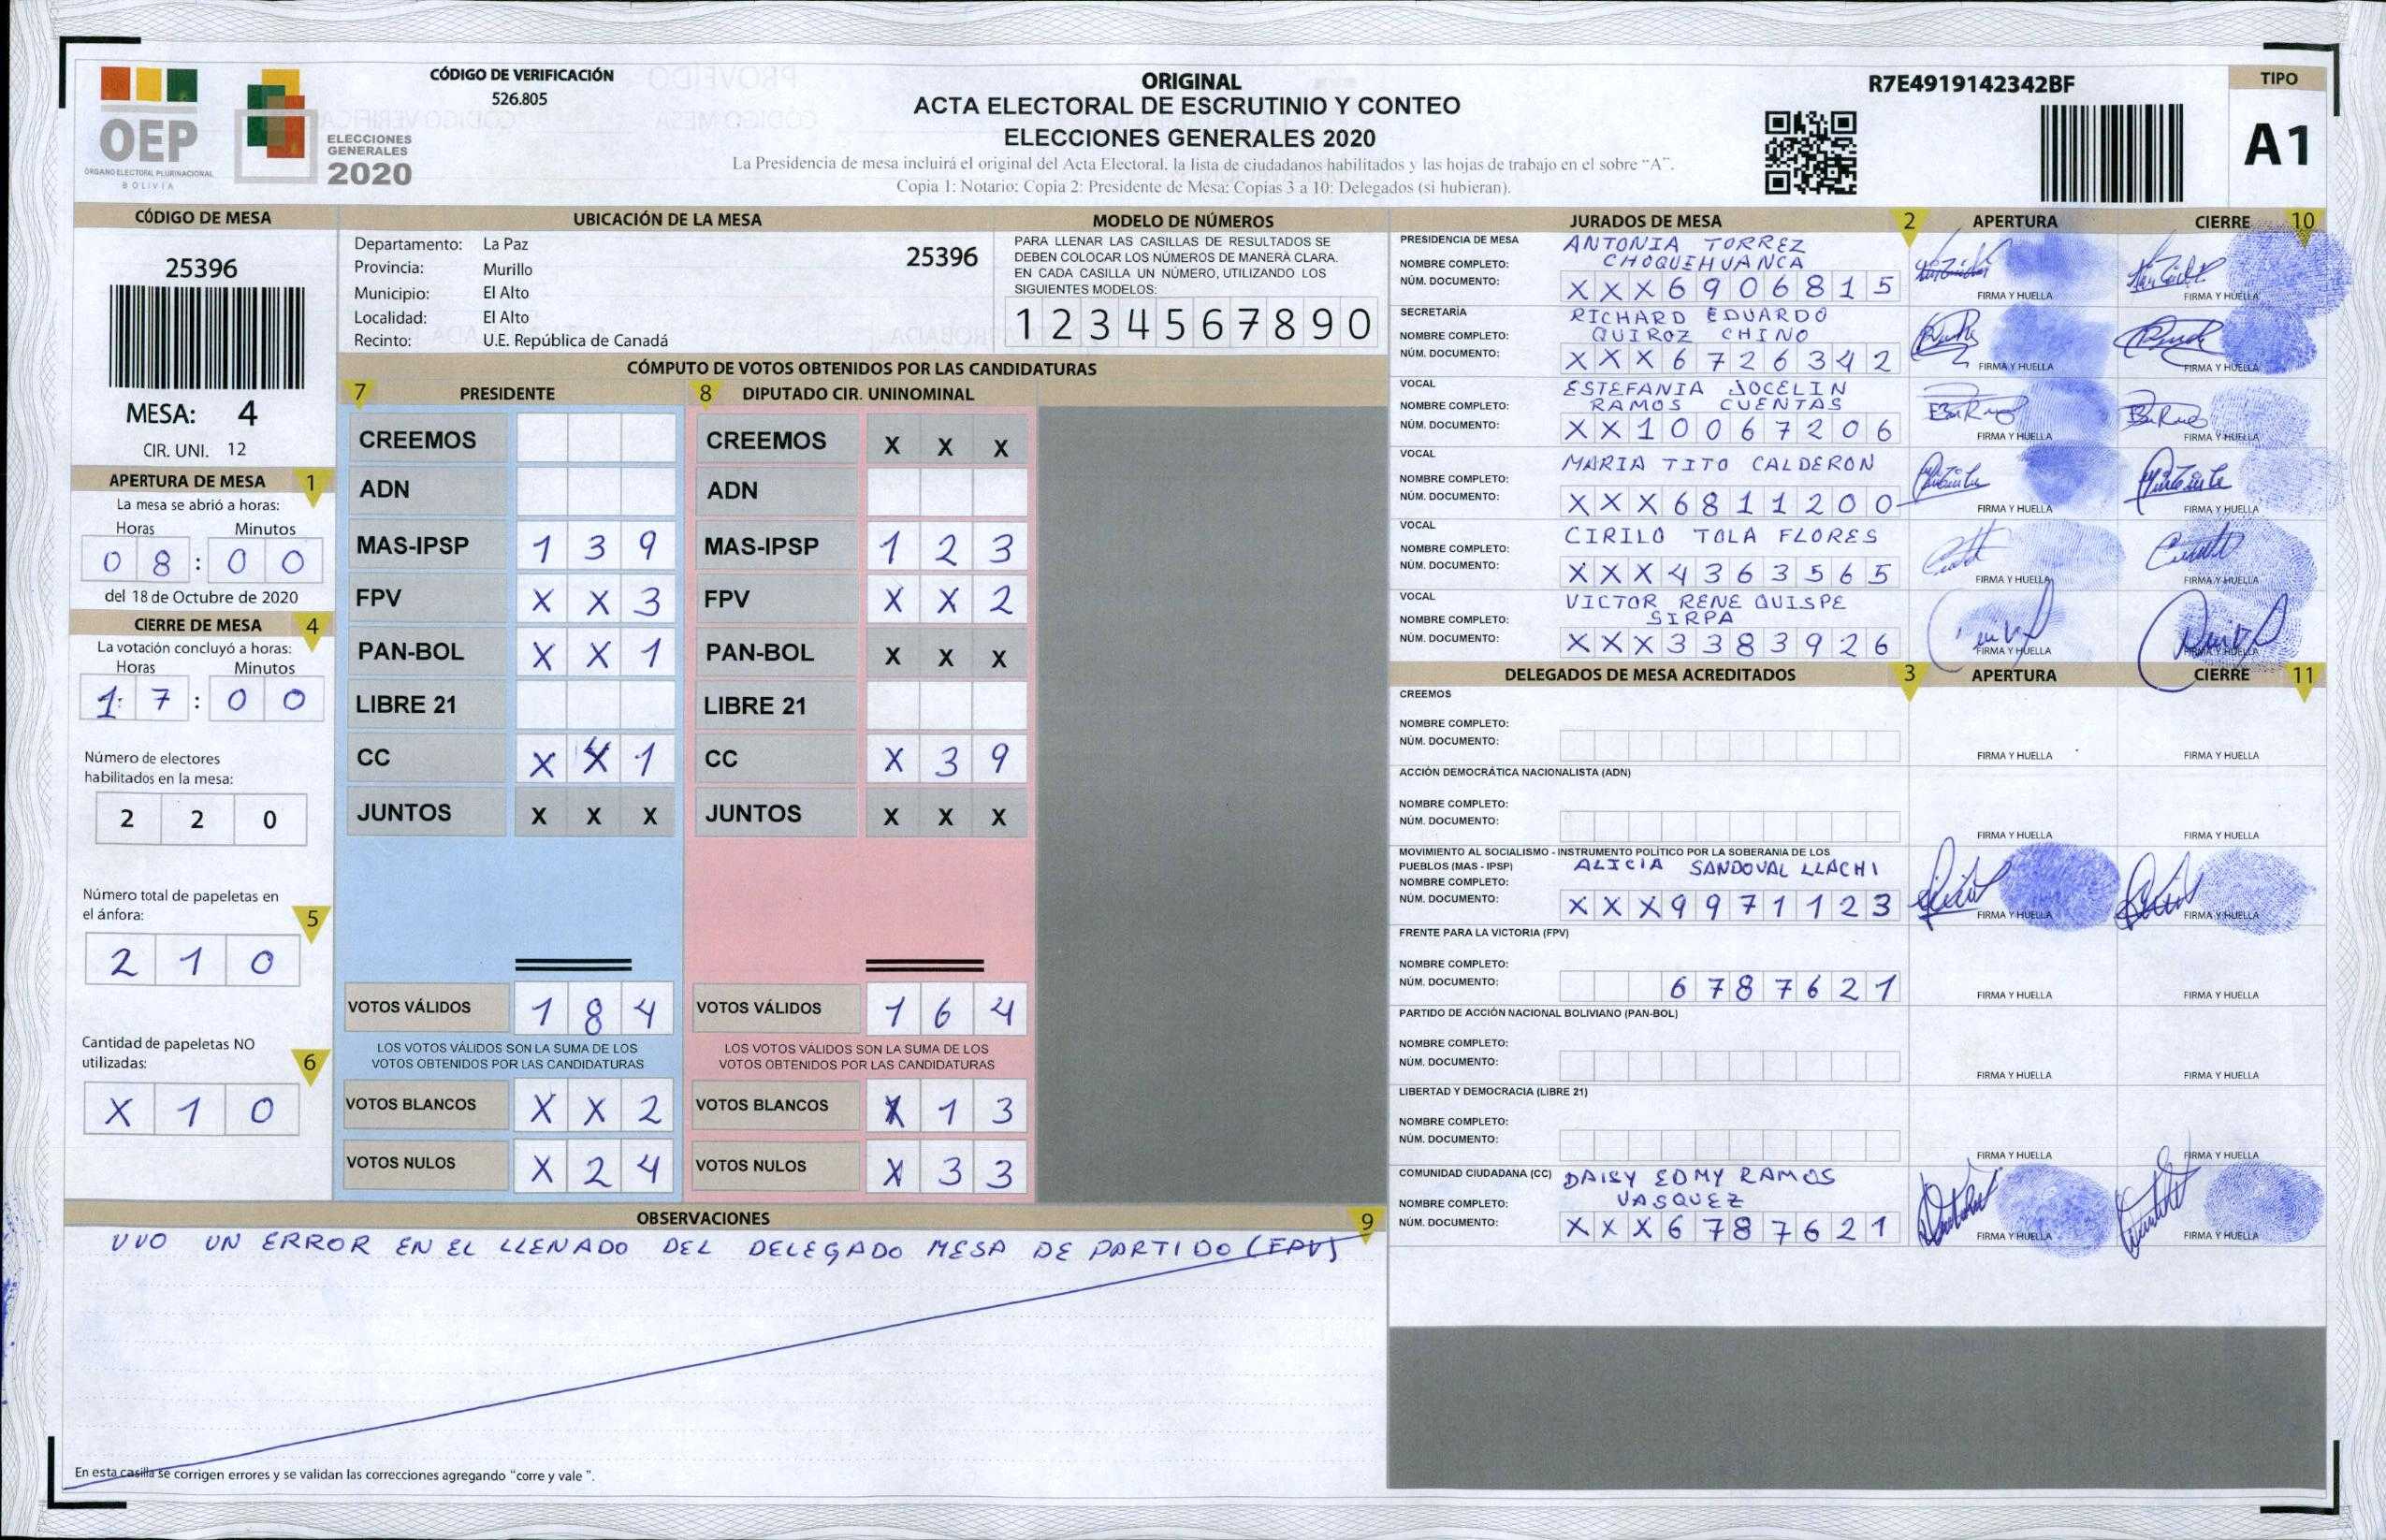 OEP
ÓRGANO ELECTORAL PLURINACIONAL
BOLIVIA
ELECCIONES
GENERALES
2020
CÓDIGO DE VERIFICACIÓN
526.805
ORIGINAL
ACTA ELECTORAL DE ESCRUTINIO Y CONTEO
ELECCIONES GENERALES 2020
La Presidencia de mesa incluirá el original del Acta Electoral, la lista de ciudadanos habilitados y las hojas de trabajo en el sobre "A".
Copia 1: Notario; Copia 2: Presidente de Mesa; Copias 3 a 10: Delegados (si hubieran).
R7E4919142342BF
TIPO
A1
CÓDIGO DE MESA
25396
MESA: 4
CIR. UNI. 12
APERTURA DE MESA 1
La mesa se abrió a horas:
Horas Minutos
0 8 : 0 0
del 18 de Octubre de 2020
CIERRE DE MESA 4
La votación concluyó a horas:
Horas Minutos
1 7 : 0 0
Número de electores
habilitados en la mesa:
2 2 0
Número total de papeletas en
el ánfora: 5
2 1 0
Cantidad de papeletas NO
utilizadas: 6
X 1 0
UBICACIÓN DE LA MESA
Departamento: La Paz 25396
Provincia: Murillo
Municipio: El Alto
Localidad: El Alto
Recinto: U.E. República de Canadá
MODELO DE NÚMEROS
PARA LLENAR LAS CASILLAS DE RESULTADOS SE
DEBEN COLOCAR LOS NÚMEROS DE MANERA CLARA.
EN CADA CASILLA UN NÚMERO, UTILIZANDO LOS
SIGUIENTES MODELOS:
1 2 3 4 5 6 7 8 9 0
CÓMPUTO DE VOTOS OBTENIDOS POR LAS CANDIDATURAS
7 PRESIDENTE
CREEMOS
ADN
MAS-IPSP 1 3 9
FPV X X 3
PAN-BOL X X 1
LIBRE 21
CC X 4 1
JUNTOS X X X
VOTOS VÁLIDOS 1 8 4
LOS VOTOS VÁLIDOS SON LA SUMA DE LOS
VOTOS OBTENIDOS POR LAS CANDIDATURAS
VOTOS BLANCOS X X 2
VOTOS NULOS X 2 4
8 DIPUTADO CIR. UNINOMINAL
CREEMOS X X X
ADN
MAS-IPSP 1 2 3
FPV X X 2
PAN-BOL X X X
LIBRE 21
CC X 3 9
JUNTOS X X X
VOTOS VÁLIDOS 1 6 4
LOS VOTOS VÁLIDOS SON LA SUMA DE LOS
VOTOS OBTENIDOS POR LAS CANDIDATURAS
VOTOS BLANCOS X 1 3
VOTOS NULOS X 3 3
OBSERVACIONES 9
UVO UN ERROR EN EL LLENADO DEL DELEGADO MESA DE PARTIDO (FPV)
En esta casilla se corrigen errores y se validan las correcciones agregando "corre y vale ".
JURADOS DE MESA 2 APERTURA CIERRE 10
PRESIDENCIA DE MESA ANTONIA TORREZ
NOMBRE COMPLETO: CHOQUEHUANCA
NÚM. DOCUMENTO: X X X 6 9 0 6 8 1 5 FIRMA Y HUELLA FIRMA Y HUELLA
SECRETARÍA RICHARD EDUARDO
NOMBRE COMPLETO: QUIROZ CHINO
NÚM. DOCUMENTO: X X X 6 7 2 6 3 4 2 FIRMA Y HUELLA FIRMA Y HUELLA
VOCAL ESTEFANIA JOCELIN
NOMBRE COMPLETO: RAMOS CUENTAS
NÚM. DOCUMENTO: X X 1 0 0 6 7 2 0 6 FIRMA Y HUELLA FIRMA Y HUELLA
VOCAL MARIA TITO CALDERON
NOMBRE COMPLETO:
NÚM. DOCUMENTO: X X X 6 8 1 1 2 0 0 FIRMA Y HUELLA FIRMA Y HUELLA
VOCAL CIRILO TOLA FLORES
NOMBRE COMPLETO:
NÚM. DOCUMENTO: X X X 4 3 6 3 5 6 5 FIRMA Y HUELLA FIRMA Y HUELLA
VOCAL VICTOR RENE QUISPE
NOMBRE COMPLETO: SIRPA
NÚM. DOCUMENTO: X X X 3 3 8 3 9 2 6 FIRMA Y HUELLA FIRMA Y HUELLA
DELEGADOS DE MESA ACREDITADOS 3 APERTURA CIERRE 11
CREEMOS
NOMBRE COMPLETO:
NÚM. DOCUMENTO: FIRMA Y HUELLA FIRMA Y HUELLA
ACCIÓN DEMOCRÁTICA NACIONALISTA (ADN)
NOMBRE COMPLETO:
NÚM. DOCUMENTO: FIRMA Y HUELLA FIRMA Y HUELLA
MOVIMIENTO AL SOCIALISMO - INSTRUMENTO POLÍTICO POR LA SOBERANIA DE LOS
PUEBLOS (MAS - IPSP) ALICIA SANDOVAL LLACHI
NOMBRE COMPLETO:
NÚM. DOCUMENTO: X X X 9 9 7 1 1 2 3 FIRMA Y HUELLA FIRMA Y HUELLA
FRENTE PARA LA VICTORIA (FPV)
NOMBRE COMPLETO:
NÚM. DOCUMENTO: 6 7 8 7 6 2 1 FIRMA Y HUELLA FIRMA Y HUELLA
PARTIDO DE ACCIÓN NACIONAL BOLIVIANO (PAN-BOL)
NOMBRE COMPLETO:
NÚM. DOCUMENTO: FIRMA Y HUELLA FIRMA Y HUELLA
LIBERTAD Y DEMOCRACIA (LIBRE 21)
NOMBRE COMPLETO:
NÚM. DOCUMENTO: FIRMA Y HUELLA FIRMA Y HUELLA
COMUNIDAD CIUDADANA (CC) DAISY EDMY RAMOS
NOMBRE COMPLETO: VASQUEZ
NÚM. DOCUMENTO: X X X 6 7 8 7 6 2 1 FIRMA Y HUELLA FIRMA Y HUELLA